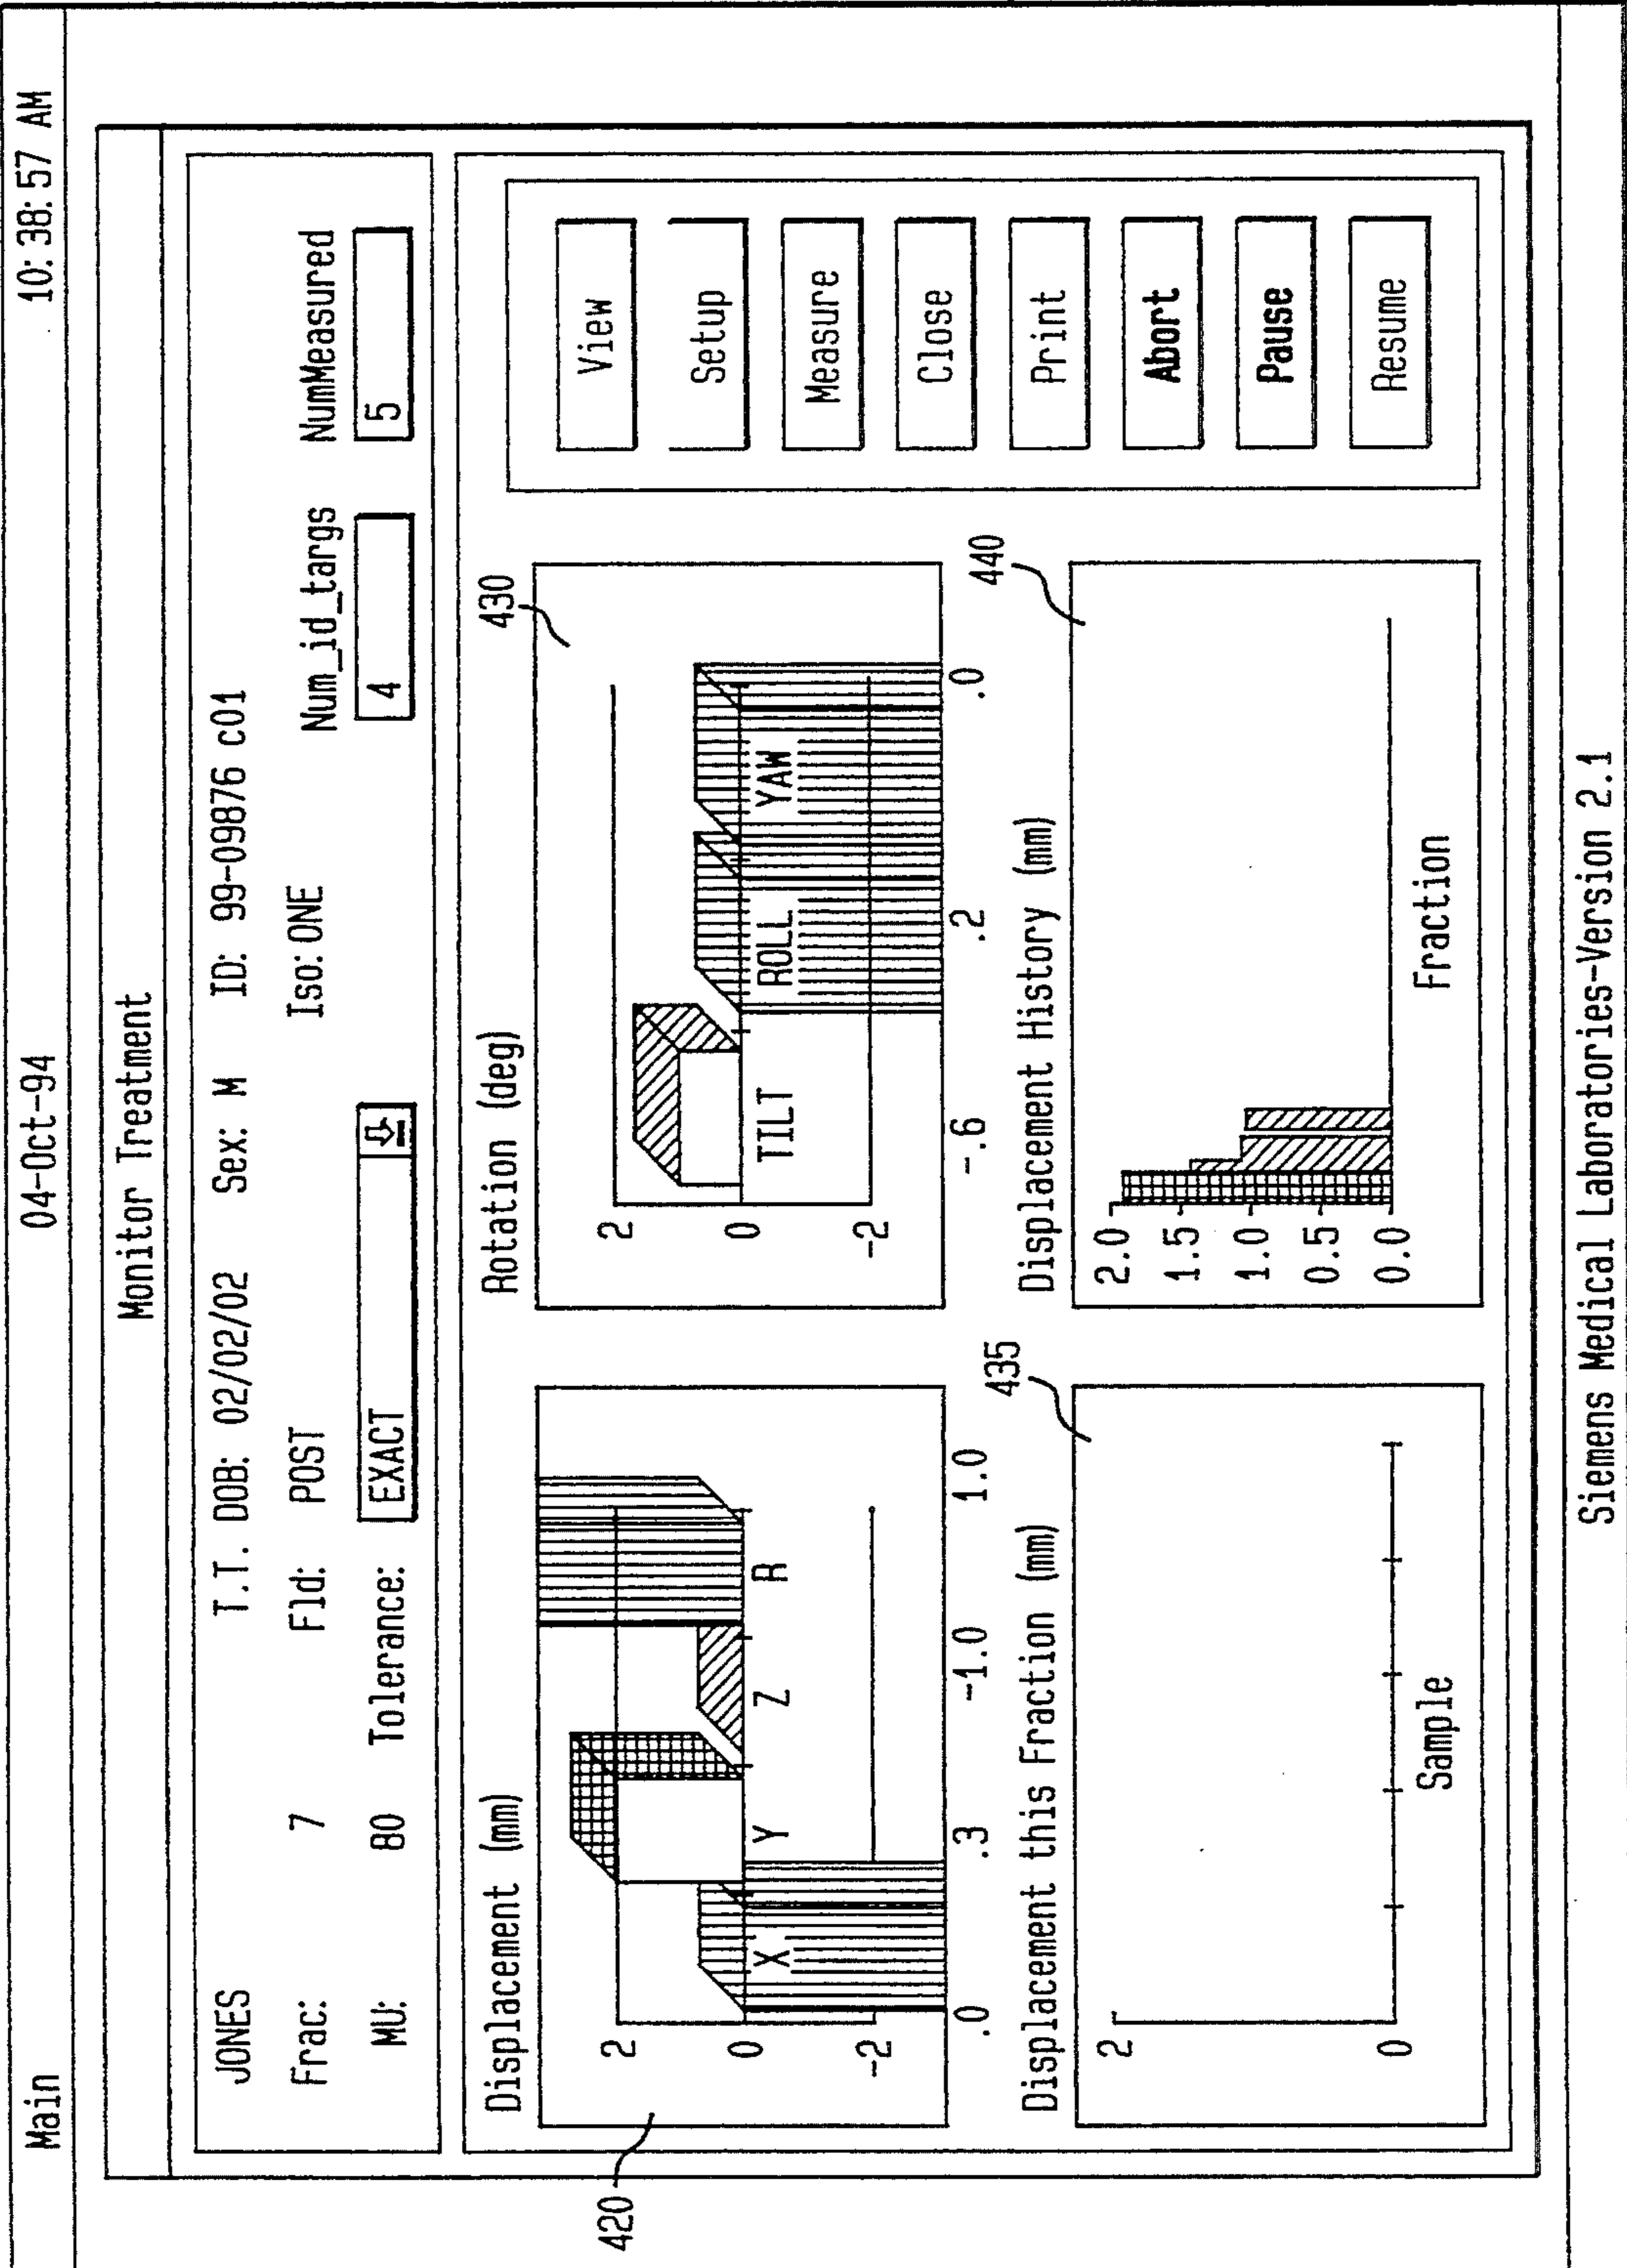 Main 04-Oct-94 10:38:57 AM
Monitor Treatment
JONES T.T. DOB: 02/02/02 Sex: M ID: 99-09876 c01
Frac: 7 Fld: POST Iso: ONE Num_id_targs NumMeasured
MU: 80 Tolerance: EXACT 4 5
Displacement (mm)
420
2
0
-2
X Y Z R
.0 .3 -1.0 1.0
Rotation (deg)
430
2
0
-2
TILT ROLL YAW
-.6 .2 .0
View
Setup
Measure
Close
Print
Abort
Pause
Resume
Displacement this Fraction (mm)
435
2
0
Sample
Displacement History (mm)
440
2.0
1.5
1.0
0.5
0.0
Fraction
Siemens Medical Laboratories-Version 2.1